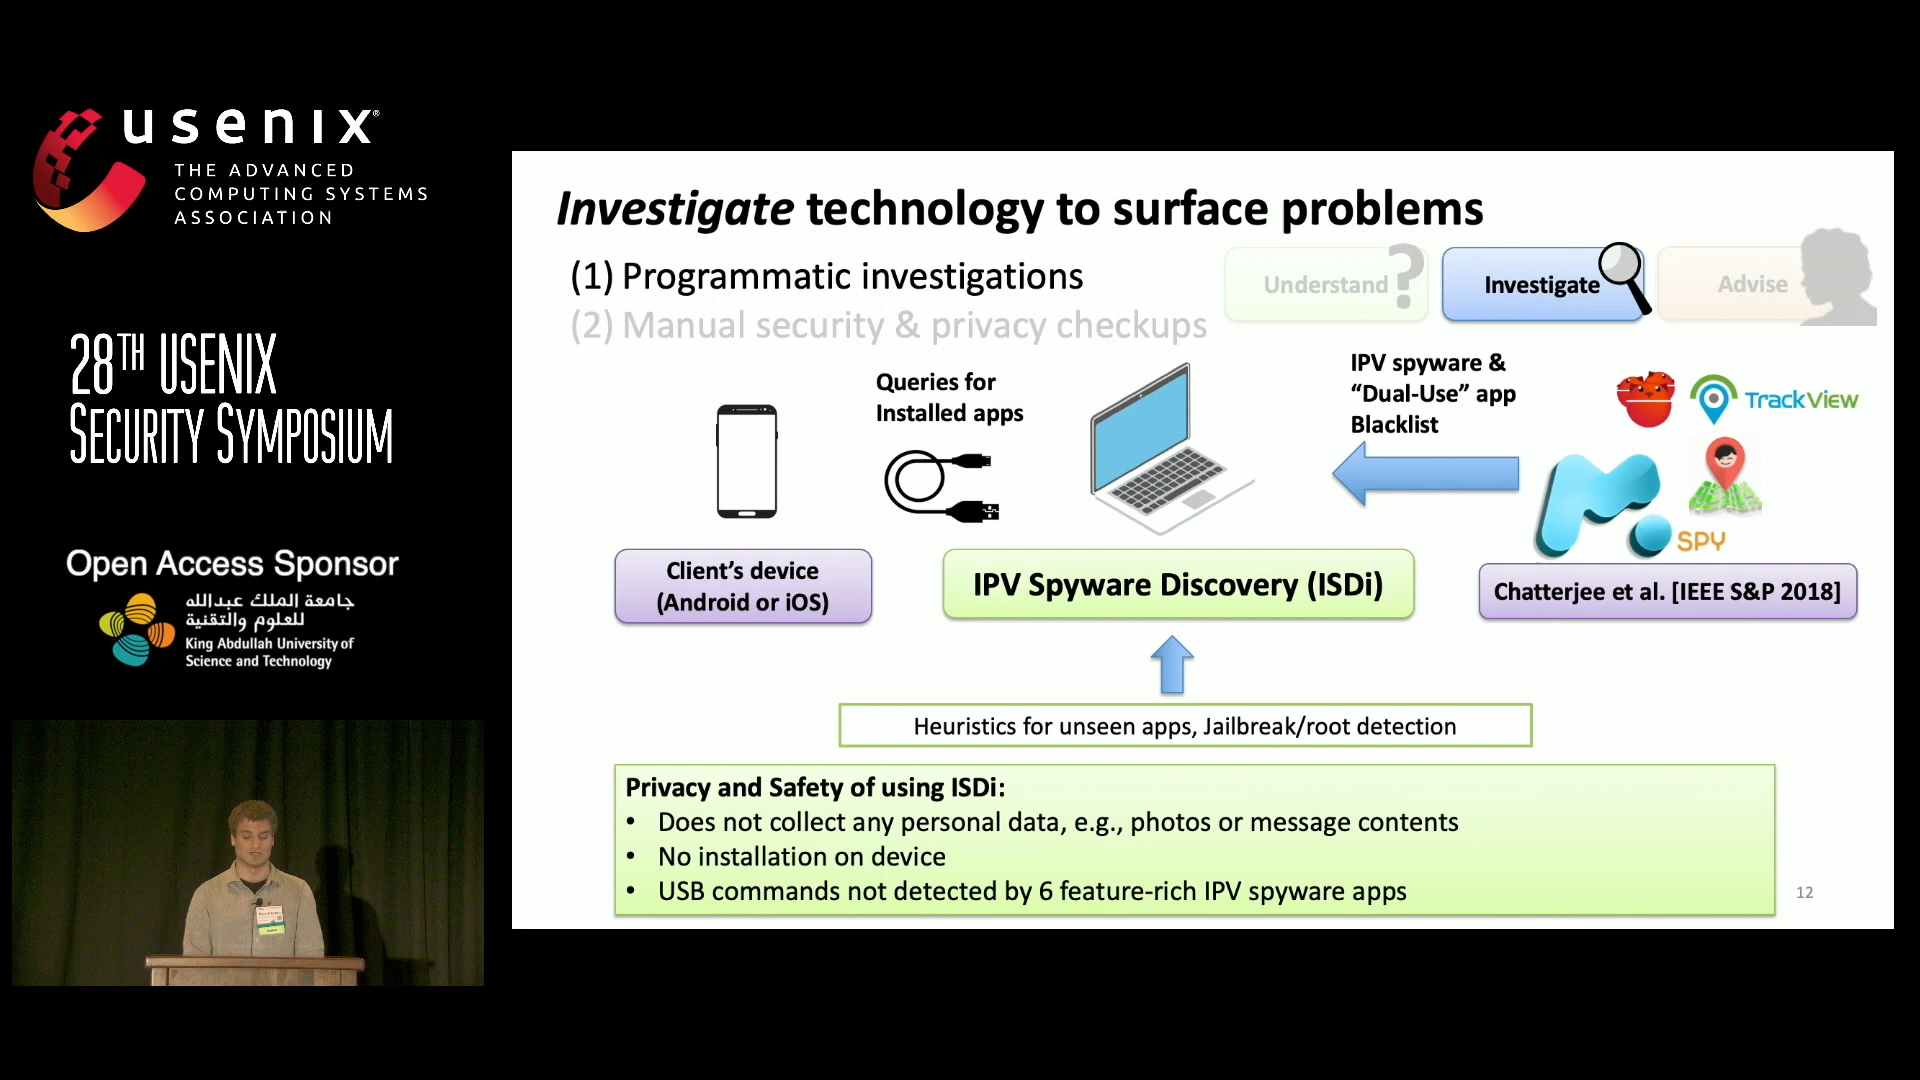 usenix®
THE ADVANCED
COMPUTING SYSTEMS
ASSOCIATION
28TH USENIX
SECURITY SYMPOSIUM
Open Access Sponsor
جامعة الملك عبدالله
للعلوم والتقنية
King Abdullah University of
Science and Technology
Investigate technology to surface problems
(1) Programmatic investigations
(2) Manual security & privacy checkups
Understand ?
Investigate
Advise
Queries for
Installed apps
IPV spyware &
“Dual-Use” app
Blacklist
TrackView
SPY
Client’s device
(Android or iOS)
IPV Spyware Discovery (ISDi)
Chatterjee et al. [IEEE S&P 2018]
Heuristics for unseen apps, Jailbreak/root detection
Privacy and Safety of using ISDi:
• Does not collect any personal data, e.g., photos or message contents
• No installation on device
• USB commands not detected by 6 feature-rich IPV spyware apps
12